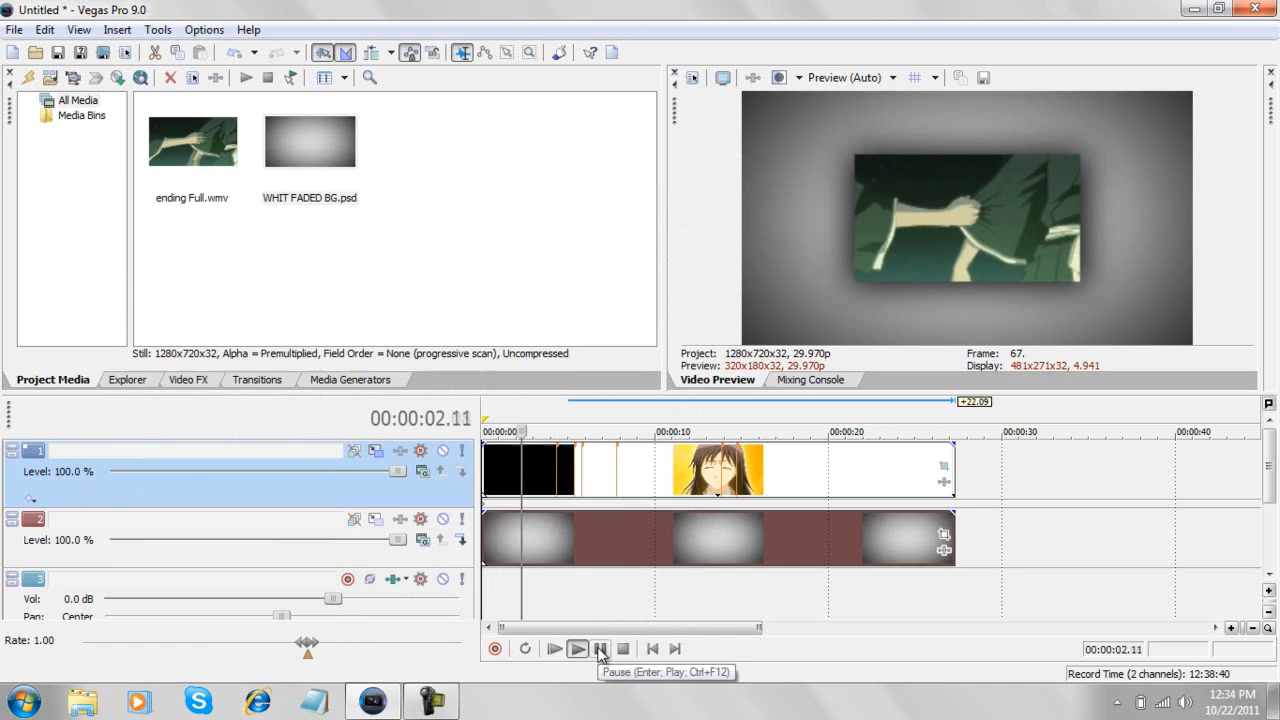 Untitled * - Vegas Pro 9.0
File Edit View Insert Tools Options Help
Preview (Auto)
All Media
Media Bins
ending Full.wmv
WHIT FADED BG.psd
Still: 1280x720x32, Alpha = Premultiplied, Field Order = None (progressive scan), Uncompressed
Project: 1280x720x32, 29.970p
Frame: 67.
Preview: 320x180x32, 29.970p
Display: 481x271x32, 4.941
Project Media Explorer Video FX Transitions Media Generators
Video Preview Mixing Console
00:00:02.11
+22.09
00:00:00 00:00:10 00:00:20 00:00:30 00:00:40
1
Level: 100.0 %
2
Level: 100.0 %
3
Vol: 0.0 dB
Pan: Center
Rate: 1.00
00:00:02.11
Pause (Enter; Play; Ctrl+F12)
Record Time (2 channels): 12:38:40
12:34 PM
10/22/2011